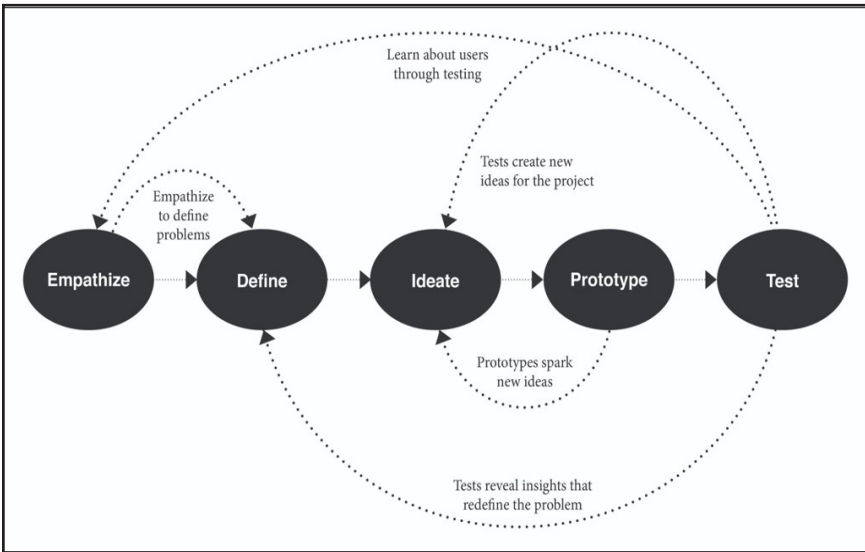 Learn about users
through testing
Tests create new
ideas for the project
Empathize
to define
problems
Empathize
Define
Ideate
Prototype
Test
Prototypes spark
new ideas
Tests reveal insights that
redefine the problem